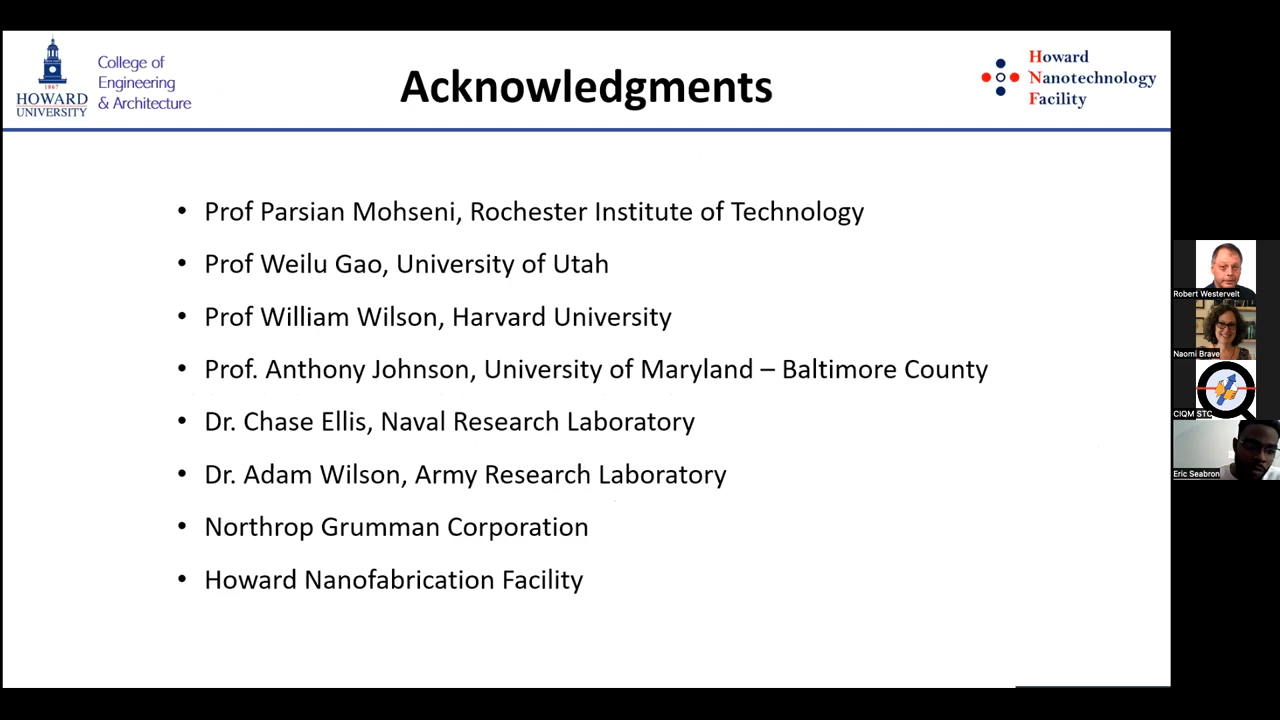 College of
Engineering
& Architecture
1867
HOWARD
UNIVERSITY
Acknowledgments
Howard
Nanotechnology
Facility
• Prof Parsian Mohseni, Rochester Institute of Technology
• Prof Weilu Gao, University of Utah
• Prof William Wilson, Harvard University
• Prof. Anthony Johnson, University of Maryland – Baltimore County
• Dr. Chase Ellis, Naval Research Laboratory
• Dr. Adam Wilson, Army Research Laboratory
• Northrop Grumman Corporation
• Howard Nanofabrication Facility
Robert Westervelt
Naomi Brave
CIQM STC
Eric Seabron